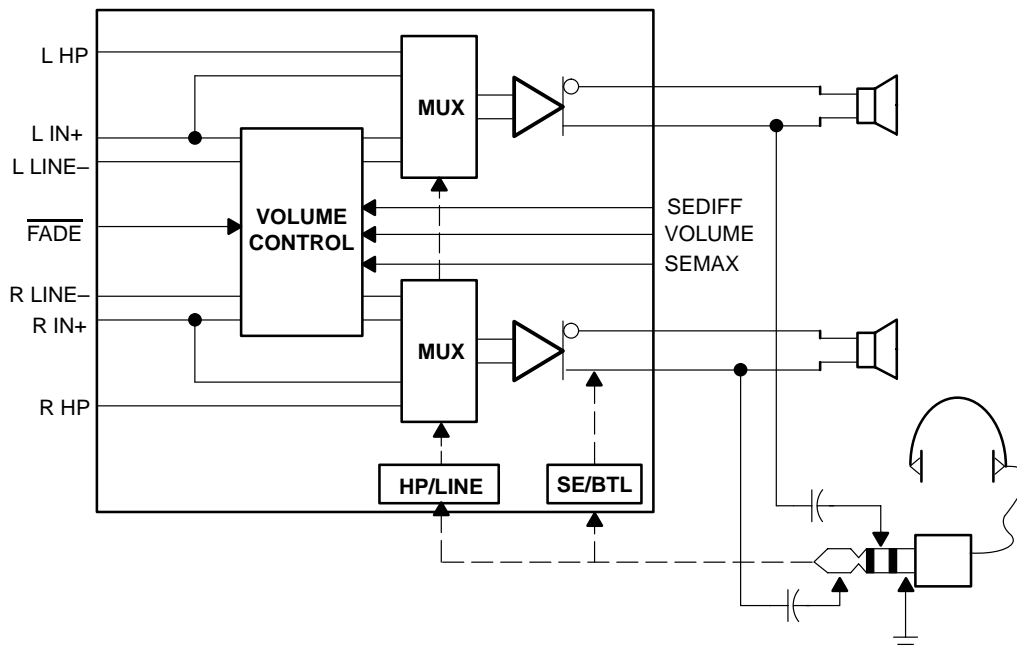 L HP
MUX
L IN+
L LINE–
VOLUME
CONTROL
SEDIFF
FADE
VOLUME
SEMAX
R LINE–
R IN+
MUX
R HP
HP/LINE
SE/BTL